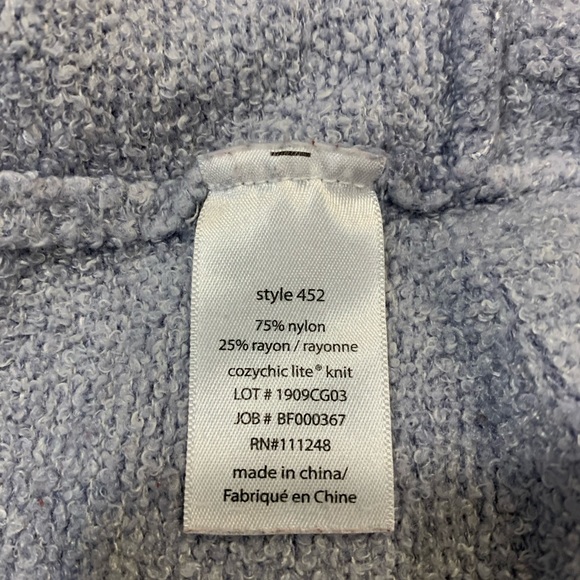 style 452
75% nylon
25% rayon / rayonne
cozychic lite® knit
LOT # 1909CG03
JOB # BF000367
RN#111248
made in china/
Fabriqué en Chine